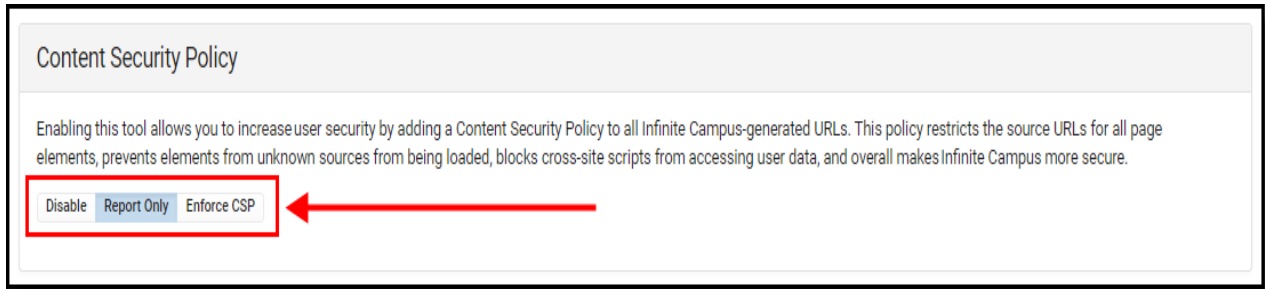 Content Security Policy
Enabling this tool allows you to increase user security by adding a Content Security Policy to all Infinite Campus-generated URLs. This policy restricts the source URLs for all page
elements, prevents elements from unknown sources from being loaded, blocks cross-site scripts from accessing user data, and overall makes Infinite Campus more secure.
Disable Report Only Enforce CSP